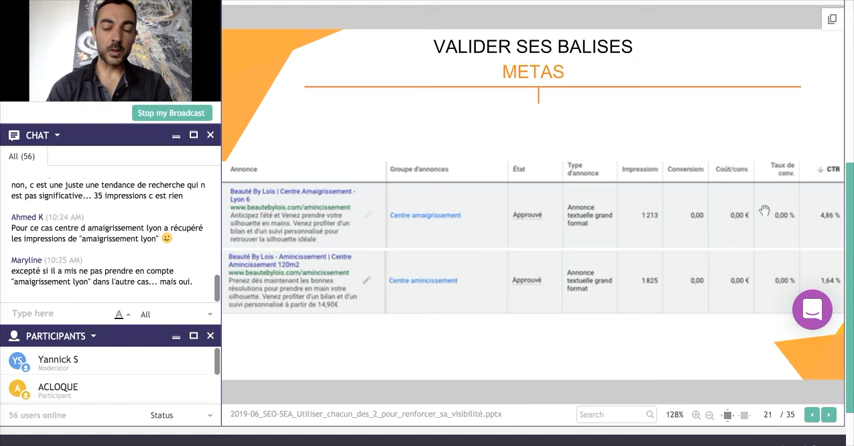 Stop my Broadcast
CHAT
All (56)
non, c est une juste une tendance de recherche qui n
est pas significative... 35 impressions c est rien
Ahmed K (10:24 AM)
Pour ce cas centre d amaigrissement lyon a récupéré
les impressions de "amaigrissement lyon"
Maryline (10:25 AM)
excepté si il a mis ne pas prendre en compte
"amaigrissement lyon" dans l'autre cas... mais oui.
Type here
A
All
PARTICIPANTS
YS
Yannick S
Moderator
A
ACLOQUE
Participant
56 users online
Status
VALIDER SES BALISES
METAS
Annonce Groupe d'annonces État Type d'annonce Impressions Conversions Coût/conv. Taux de conv. CTR
Beauté By Lois | Centre Amaigrissement -
Lyon 6
www.beautebylois.com/amincissement
Anticipez l'été et Venez prendre votre
silhouette en mains. Venez profiter d'un
bilan et d'un suivi personnalisé pour
retrouver la silhouette idéale
Centre amaigrissement
Approuvé
Annonce
textuelle grand
format
1 213
0,00
0,00 €
0,00 %
4,86 %
Beauté By Lois - Amincissement | Centre
Amincissement 120m2
www.beautebylois.com/amincissement
Prenez dès maintenant les bonnes
résolutions pour prendre en main votre
silhouette. Venez profiter d'un bilan et d'un
suivi personnalisé à partir de 14,90€
Centre amincissement
Approuvé
Annonce
textuelle grand
format
1 825
0,00
0,00 €
0,00 %
1,64 %
2019-06_SEO-SEA_Utiliser_chacun_des_2_pour_renforcer_sa_visibilité.pptx
Search
128%
21 / 35